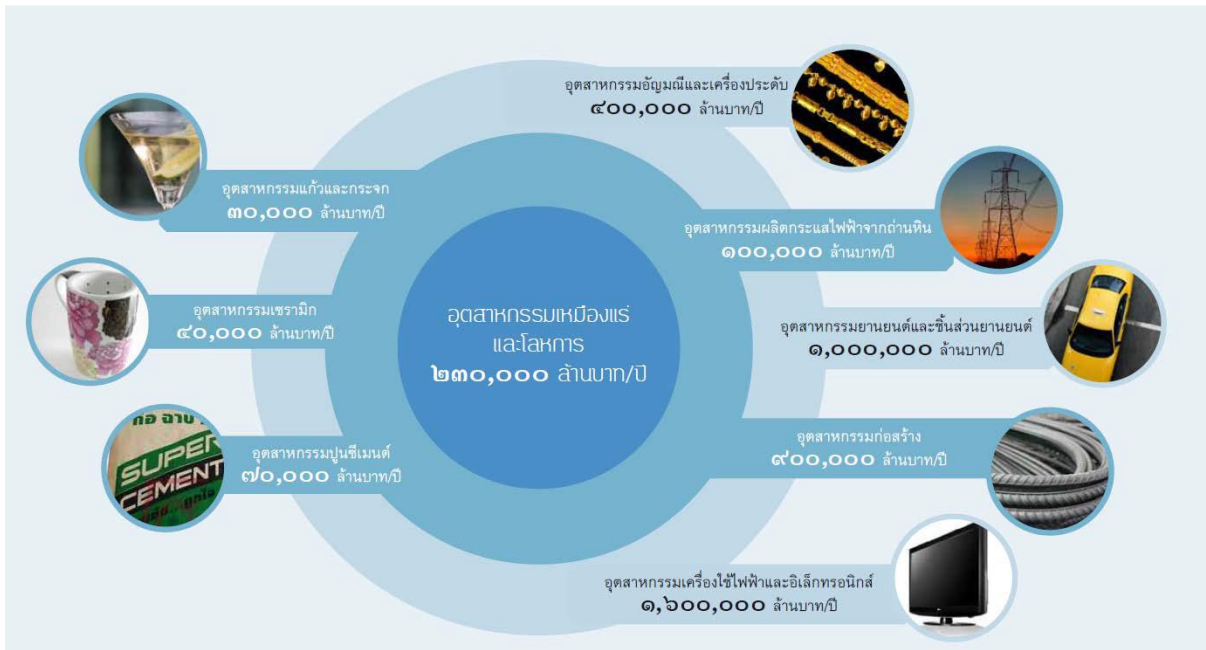 อุตสาหกรรมอัญมณีและเครื่องประดับ
๔๐๐,๐๐๐ ล้านบาท/ปี
อุตสาหกรรมแก้วและกระจก
๓๐,๐๐๐ ล้านบาท/ปี
อุตสาหกรรมผลิตกระแสไฟฟ้าจากถ่านหิน
๑๐๐,๐๐๐ ล้านบาท/ปี
อุตสาหกรรมเซรามิก
๔๐,๐๐๐ ล้านบาท/ปี
อุตสาหกรรมเหมืองแร่
และโลหการ
๒๓๐,๐๐๐ ล้านบาท/ปี
อุตสาหกรรมยานยนต์และชิ้นส่วนยานยนต์
๑,๐๐๐,๐๐๐ ล้านบาท/ปี
ก่อ ฉาบ
SUPER
CEMENT
อุตสาหกรรมปูนซีเมนต์
๗๐,๐๐๐ ล้านบาท/ปี
อุตสาหกรรมก่อสร้าง
๙๐๐,๐๐๐ ล้านบาท/ปี
อุตสาหกรรมเครื่องใช้ไฟฟ้าและอิเล็กทรอนิกส์
๑,๖๐๐,๐๐๐ ล้านบาท/ปี